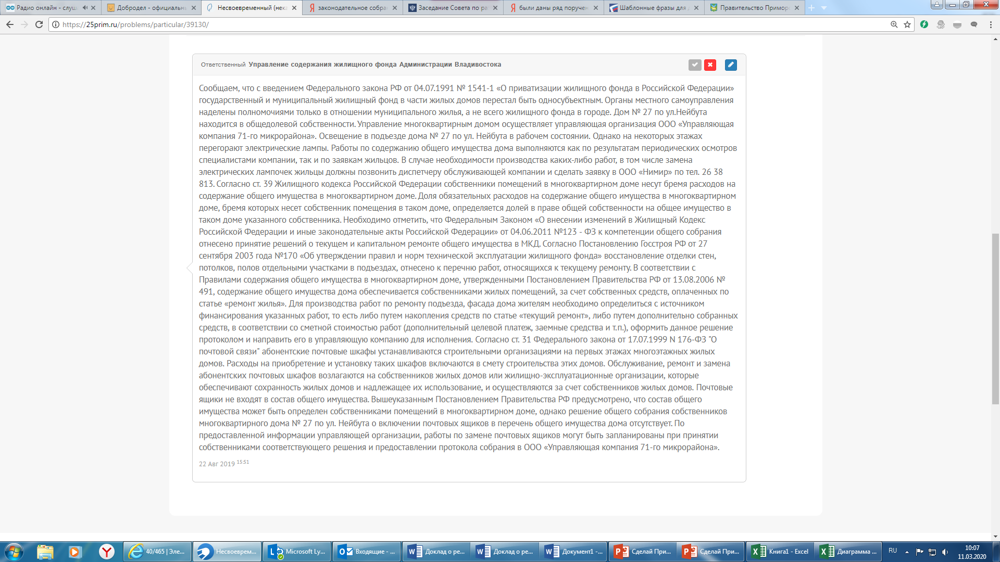 Радио онлайн - слуш
Добродел - официальны
Несвоевременный (нека
законодательное собра
Заседание Совета по ра
были даны ряд поручен
Шаблонные фразы для д
Правительство Примор
https://25prim.ru/problems/particular/39130/
Ответственный Управление содержания жилищного фонда Администрации Владивостока
Сообщаем, что с введением Федерального закона РФ от 04.07.1991 № 1541-1 «О приватизации жилищного фонда в Российской Федерации»
государственный и муниципальный жилищный фонд в части жилых домов перестал быть односубъектным. Органы местного самоуправления
наделены полномочиями только в отношении муниципального жилья, а не всего жилищного фонда в городе. Дом № 27 по ул.Нейбута
находится в общедолевой собственности. Управление многоквартирным домом осуществляет управляющая организация ООО «Управляющая
компания 71-го микрорайона». Освещение в подъезде дома № 27 по ул. Нейбута в рабочем состоянии. Однако на некоторых этажах
перегорают электрические лампы. Работы по содержанию общего имущества дома выполняются как по результатам периодических осмотров
специалистами компании, так и по заявкам жильцов. В случае необходимости производства каких-либо работ, в том числе замена
электрических лампочек жильцы должны позвонить диспетчеру обслуживающей компании и сделать заявку в ООО «Нимир» по тел. 26 38
813. Согласно ст. 39 Жилищного кодекса Российской Федерации собственники помещений в многоквартирном доме несут бремя расходов на
содержание общего имущества в многоквартирном доме. Доля обязательных расходов на содержание общего имущества в многоквартирном
доме, бремя которых несет собственник помещения в таком доме, определяется долей в праве общей собственности на общее имущество в
таком доме указанного собственника. Необходимо отметить, что Федеральным Законом «О внесении изменений в Жилищный Кодекс
Российской Федерации и иные законодательные акты Российской Федерации» от 04.06.2011 №123 - ФЗ к компетенции общего собрания
отнесено принятие решений о текущем и капитальном ремонте общего имущества в МКД. Согласно Постановлению Госстроя РФ от 27
сентября 2003 года №170 «Об утверждении правил и норм технической эксплуатации жилищного фонда» восстановление отделки стен,
потолков, полов отдельными участками в подъездах, отнесено к перечню работ, относящихся к текущему ремонту. В соответствии с
Правилами содержания общего имущества в многоквартирном доме, утвержденными Постановлением Правительства РФ от 13.08.2006 №
491, содержание общего имущества дома обеспечивается собственниками жилых помещений, за счет собственных средств, оплаченных по
статье «ремонт жилья». Для производства работ по ремонту подъезда, фасада дома жителям необходимо определиться с источником
финансирования указанных работ, то есть либо путем накопления средств по статье «текущий ремонт», либо путем дополнительно собранных
средств, в соответствии со сметной стоимостью работ (дополнительный целевой платеж, заемные средства и т.п.), оформить данное решение
протоколом и направить его в управляющую компанию для исполнения. Согласно ст. 31 Федерального закона от 17.07.1999 N 176-ФЗ "О
почтовой связи" абонентские почтовые шкафы устанавливаются строительными организациями на первых этажах многоэтажных жилых
домов. Расходы на приобретение и установку таких шкафов включаются в смету строительства этих домов. Обслуживание, ремонт и замена
абонентских почтовых шкафов возлагаются на собственников жилых домов или жилищно-эксплуатационные организации, которые
обеспечивают сохранность жилых домов и надлежащее их использование, и осуществляются за счет собственников жилых домов. Почтовые
ящики не входят в состав общего имущества. Вышеуказанным Постановлением Правительства РФ предусмотрено, что состав общего
имущества может быть определен собственниками помещений в многоквартирном доме, однако решение общего собрания собственников
многоквартирного дома № 27 по ул. Нейбута о включении почтовых ящиков в перечень общего имущества дома отсутствует. По
предоставленной информации управляющей организации, работы по замене почтовых ящиков могут быть запланированы при принятии
собственниками соответствующего решения и предоставлении протокола собрания в ООО «Управляющая компания 71-го микрорайона».
22 Авг 2019 15:51
40/465 | Эле...
Несвоеврем...
Microsoft Ly...
Входящие - ...
Доклад о ре...
Доклад о ре...
Документ1 -...
Сделай При...
Сделай При...
Книга1 - Excel
Диаграмма ...
RU
10:07
11.03.2020